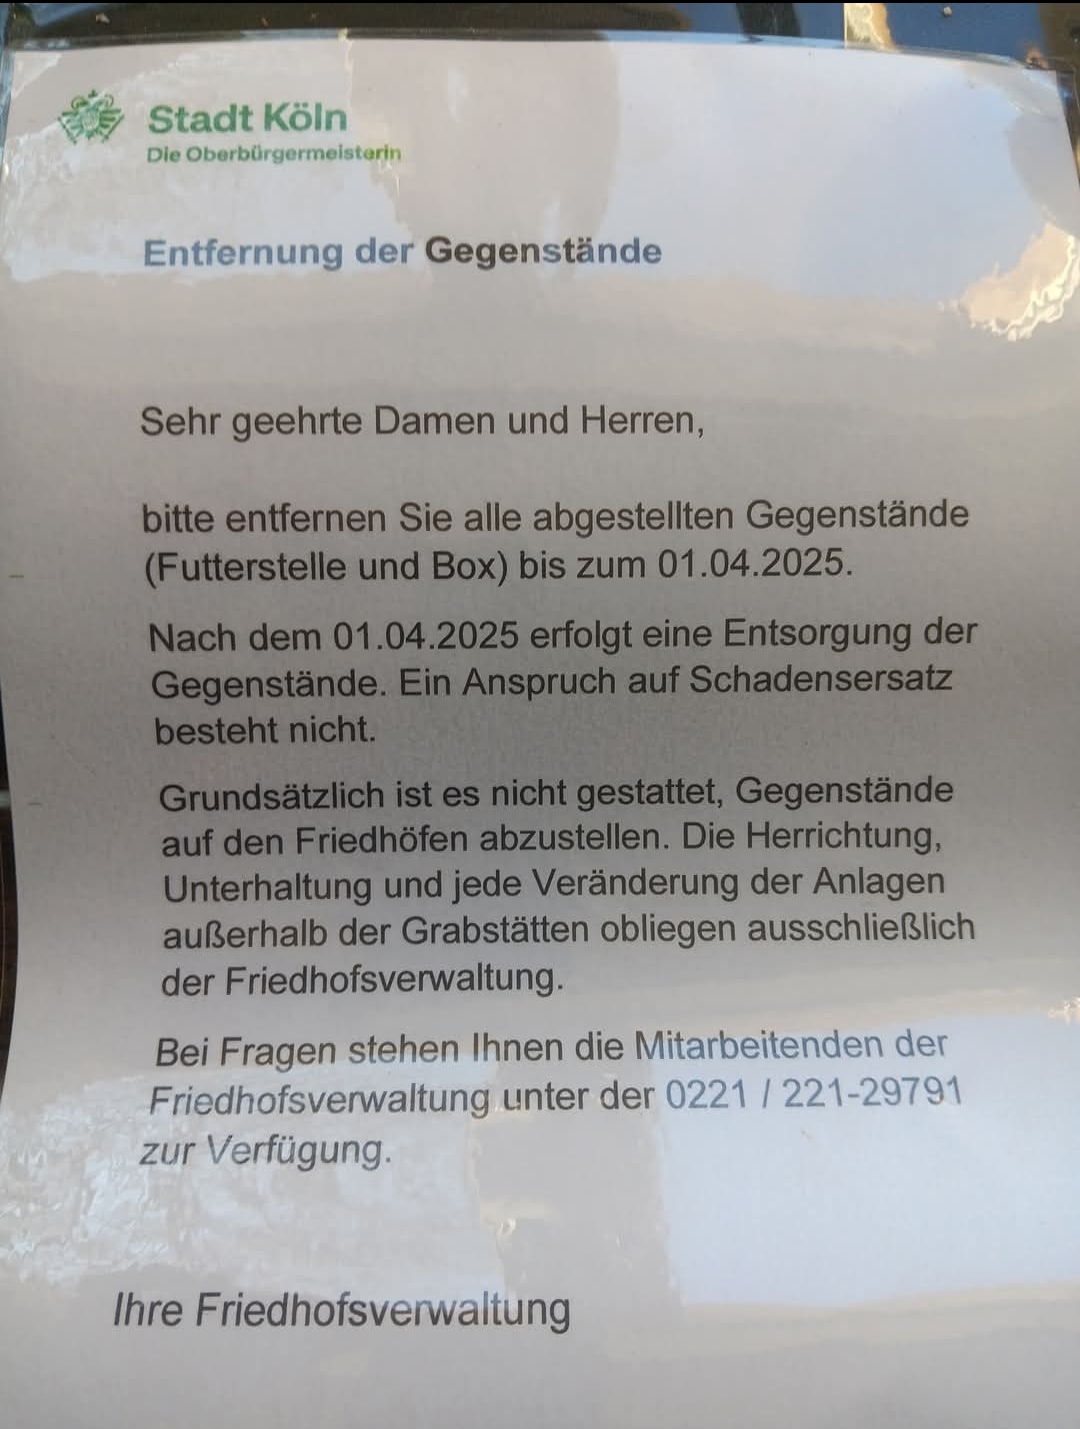 Stadt Köln
Die Oberbürgermeisterin
Entfernung der Gegenstände
Sehr geehrte Damen und Herren,
bitte entfernen Sie alle abgestellten Gegenstände
(Futterstelle und Box) bis zum 01.04.2025.
Nach dem 01.04.2025 erfolgt eine Entsorgung der
Gegenstände. Ein Anspruch auf Schadensersatz
besteht nicht.
Grundsätzlich ist es nicht gestattet, Gegenstände
auf den Friedhöfen abzustellen. Die Herrichtung,
Unterhaltung und jede Veränderung der Anlagen
außerhalb der Grabstätten obliegen ausschließlich
der Friedhofsverwaltung.
Bei Fragen stehen Ihnen die Mitarbeitenden der
Friedhofsverwaltung unter der 0221 / 221-29791
zur Verfügung.
Ihre Friedhofsverwaltung